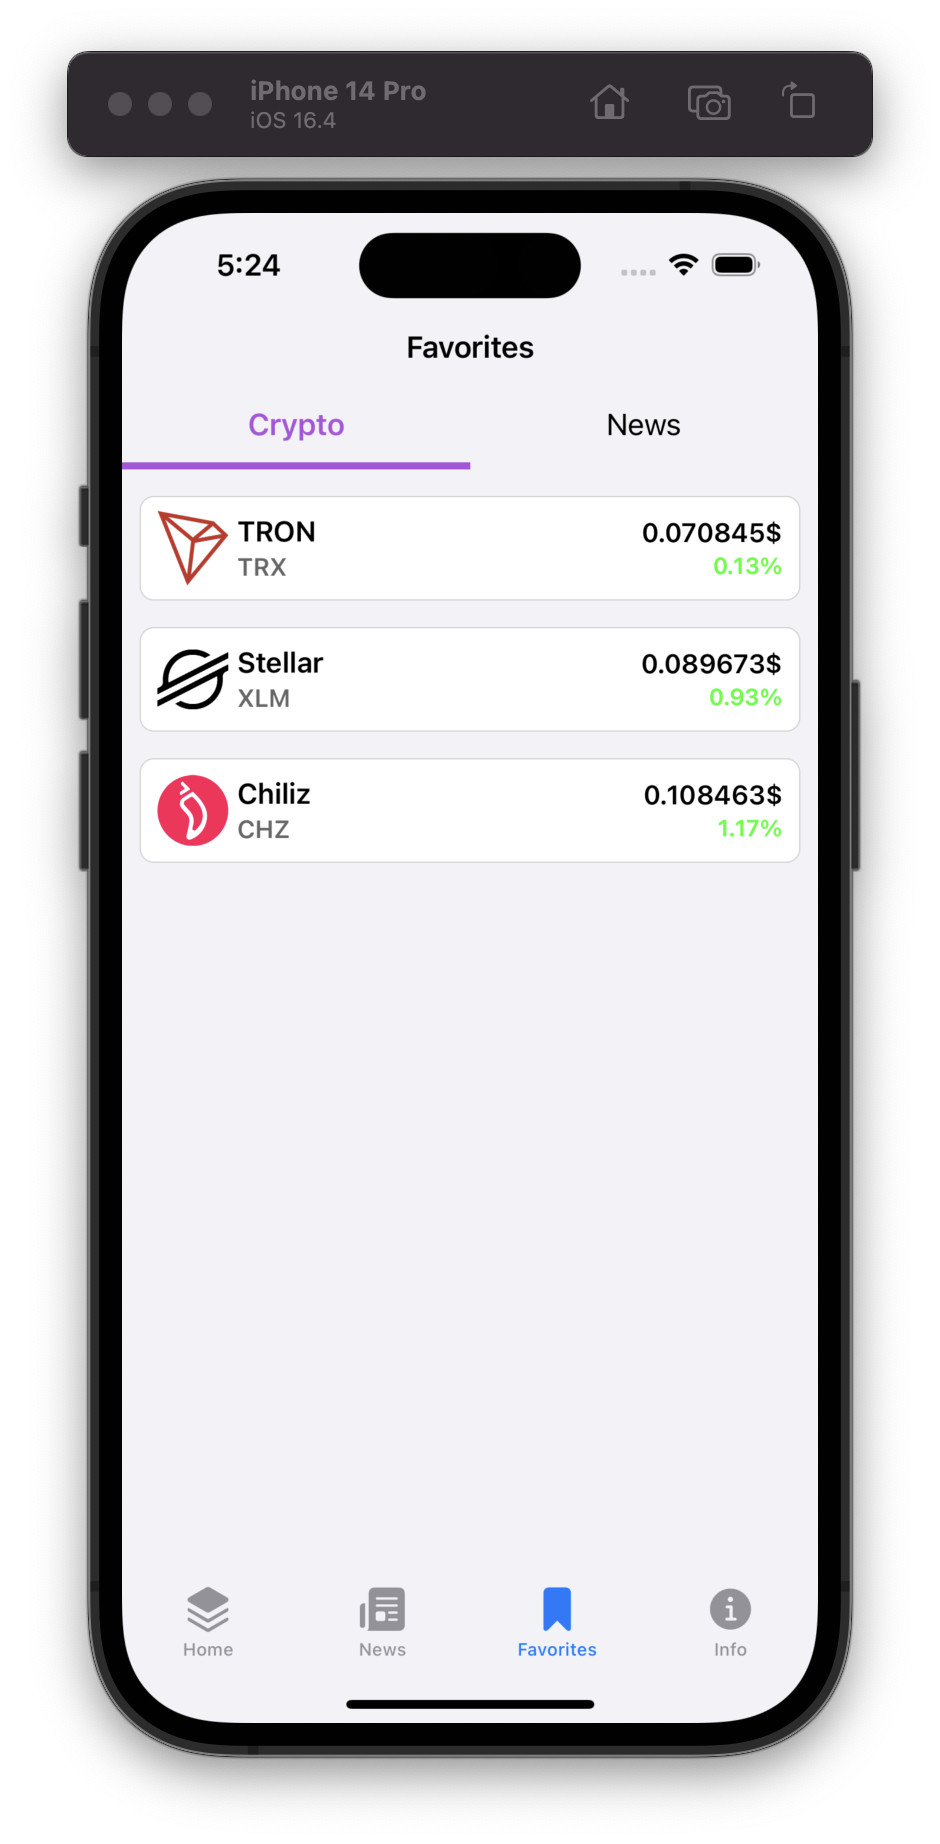 iPhone 14 Pro
iOS 16.4
5:24
Favorites
Crypto News
TRON 0.070845$
TRX 0.13%
Stellar 0.089673$
XLM 0.93%
Chiliz 0.108463$
CHZ 1.17%
Home News Favorites Info